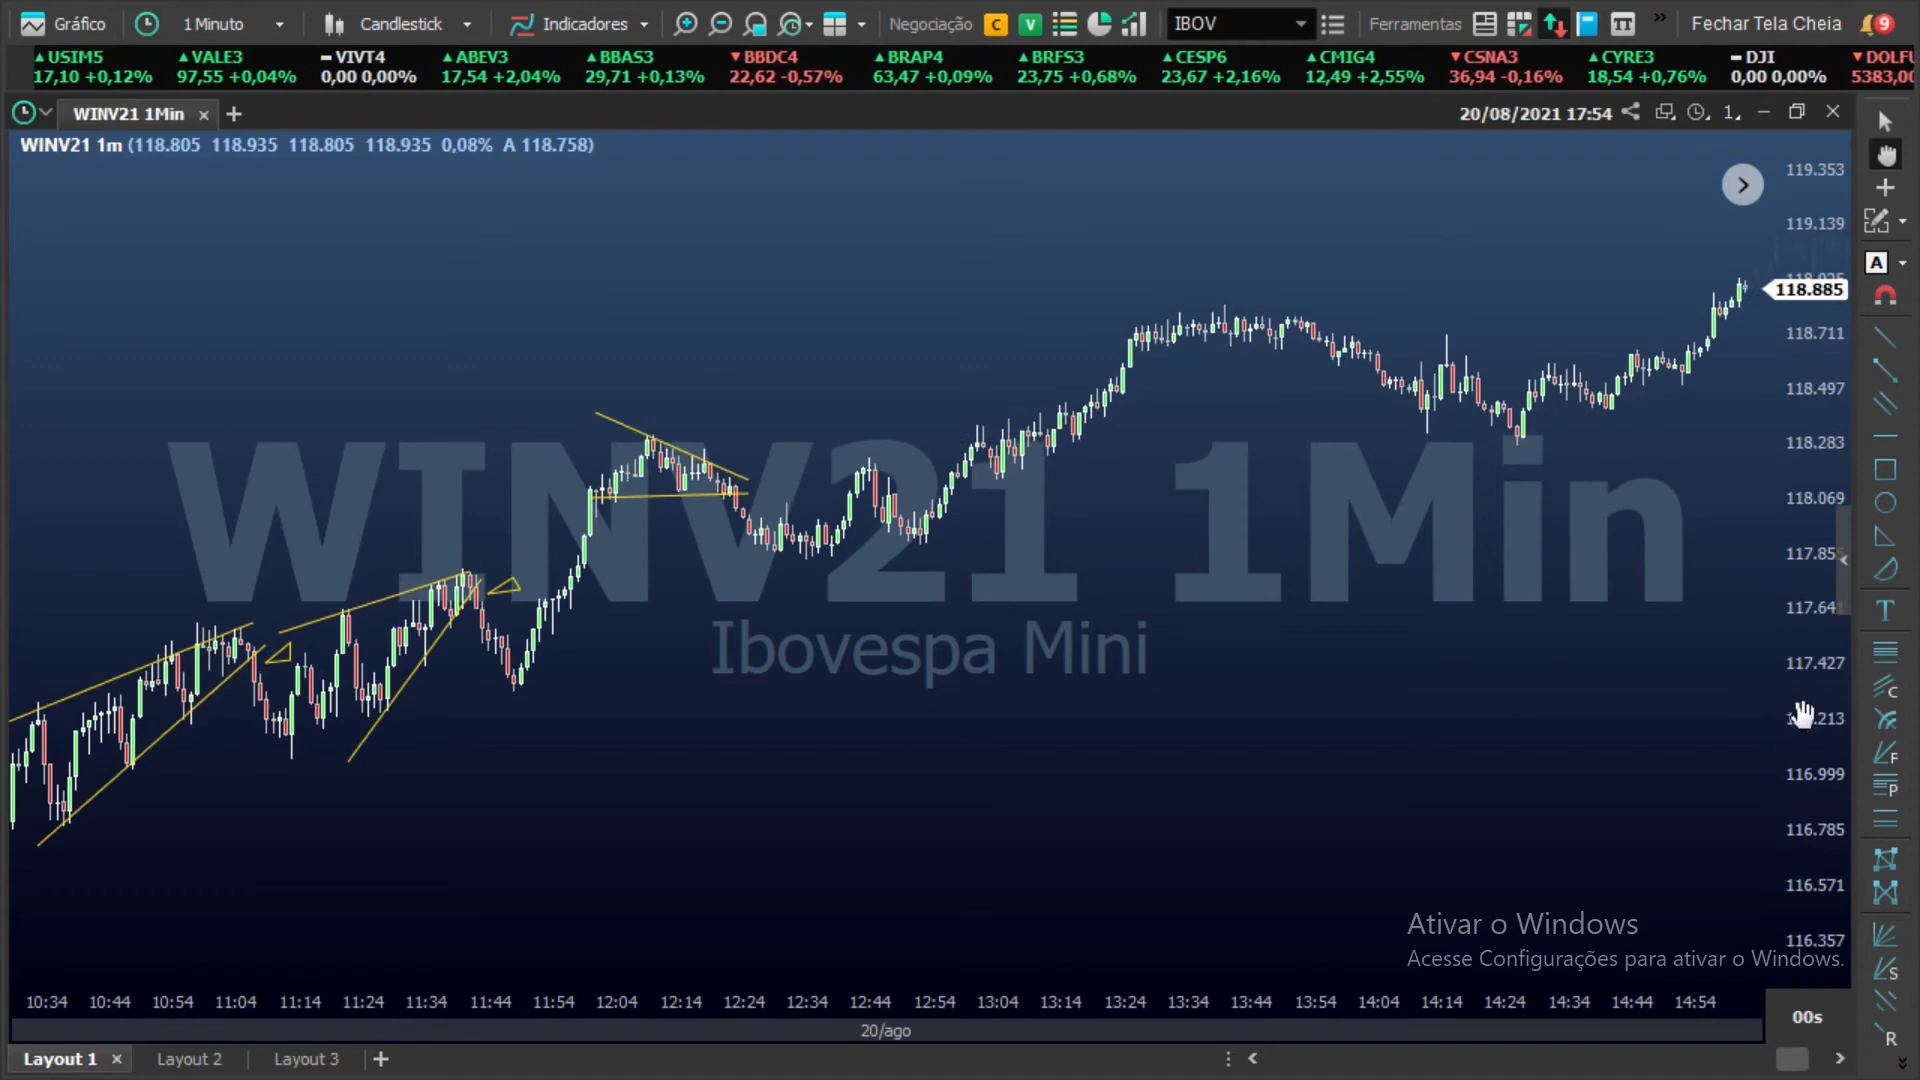 Gráfico 1 Minuto Candlestick Indicadores Negociação C V IBOV Ferramentas TT » Fechar Tela Cheia 9
USIM5 VALE3 VIVT4 ABEV3 BBAS3 BBDC4 BRAP4 BRFS3 CESP6 CMIG4 CSNA3 CYRE3 DJI DOLFU
17,10 +0,12% 97,55 +0,04% 0,00 0,00% 17,54 +2,04% 29,71 +0,13% 22,62 -0,57% 63,47 +0,09% 23,75 +0,68% 23,67 +2,16% 12,49 +2,55% 36,94 -0,16% 18,54 +0,76% 0,00 0,00% 5383,00
WINV21 1Min × + 20/08/2021 17:54 1
WINV21 1m (118.805 118.935 118.805 118.935 0,08% A 118.758)
119.353
119.139
A
118.885
118.711
118.497
118.283
118.069
117.427
116.999
116.785
116.571
116.357
WINV21 1Min
Ibovespa Mini
T
C
F
P
S
R
Ativar o Windows
Acesse Configurações para ativar o Windows.
10:34 10:44 10:54 11:04 11:14 11:24 11:34 11:44 11:54 12:04 12:14 12:24 12:34 12:44 12:54 13:04 13:14 13:24 13:34 13:44 13:54 14:04 14:14 14:24 14:34 14:44 14:54
00s
20/ago
Layout 1 × Layout 2 Layout 3 +